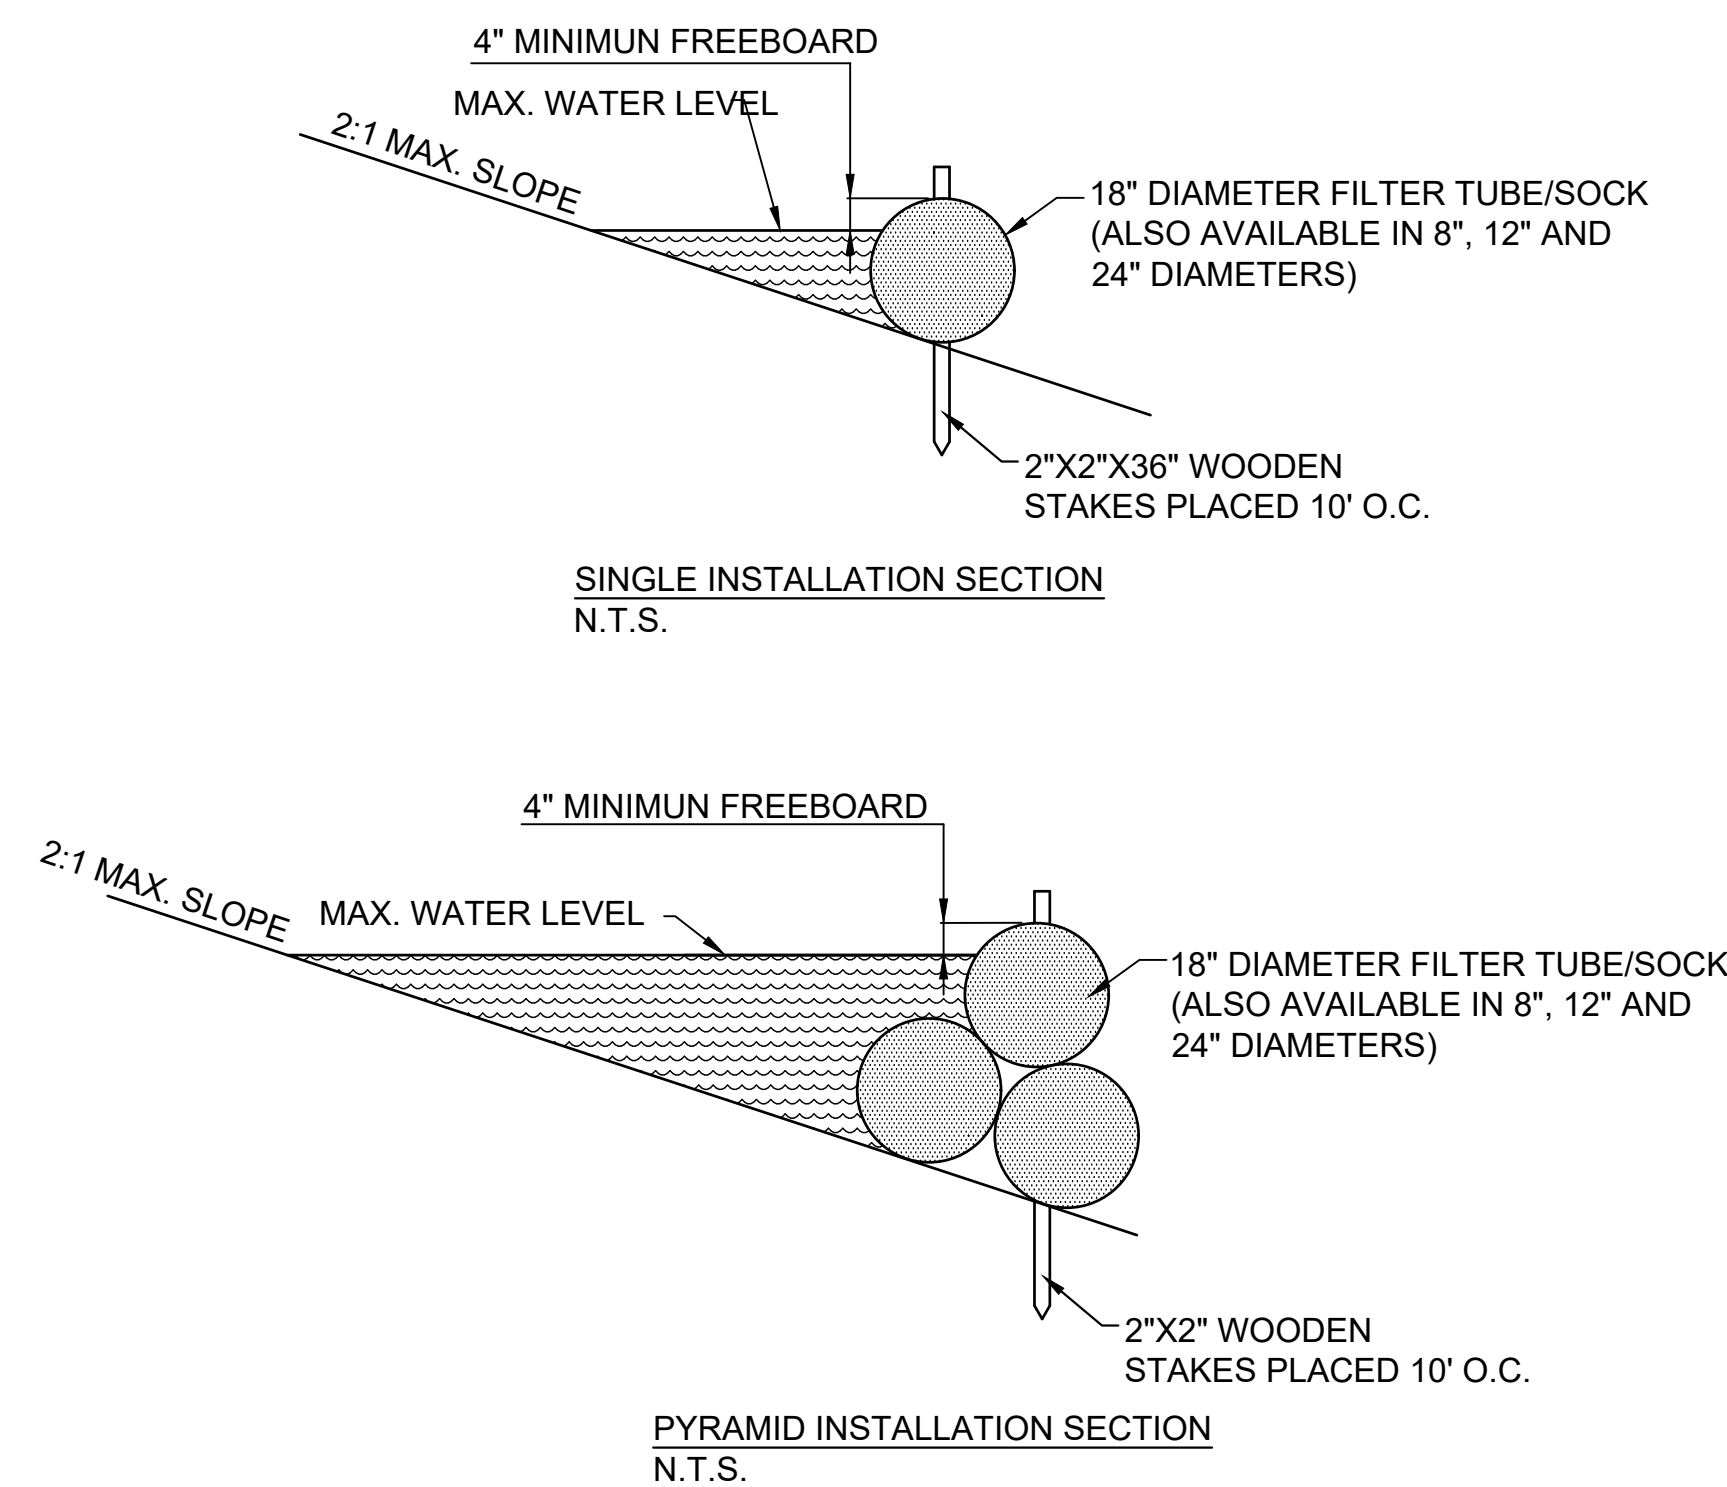 4" MINIMUN FREEBOARD
MAX. WATER LEVEL
2:1 MAX. SLOPE
18" DIAMETER FILTER TUBE/SOCK
(ALSO AVAILABLE IN 8", 12" AND
24" DIAMETERS)
2"X2"X36" WOODEN
STAKES PLACED 10' O.C.
SINGLE INSTALLATION SECTION
N.T.S.
4" MINIMUN FREEBOARD
2:1 MAX. SLOPE
MAX. WATER LEVEL
18" DIAMETER FILTER TUBE/SOCK
(ALSO AVAILABLE IN 8", 12" AND
24" DIAMETERS)
2"X2" WOODEN
STAKES PLACED 10' O.C.
PYRAMID INSTALLATION SECTION
N.T.S.